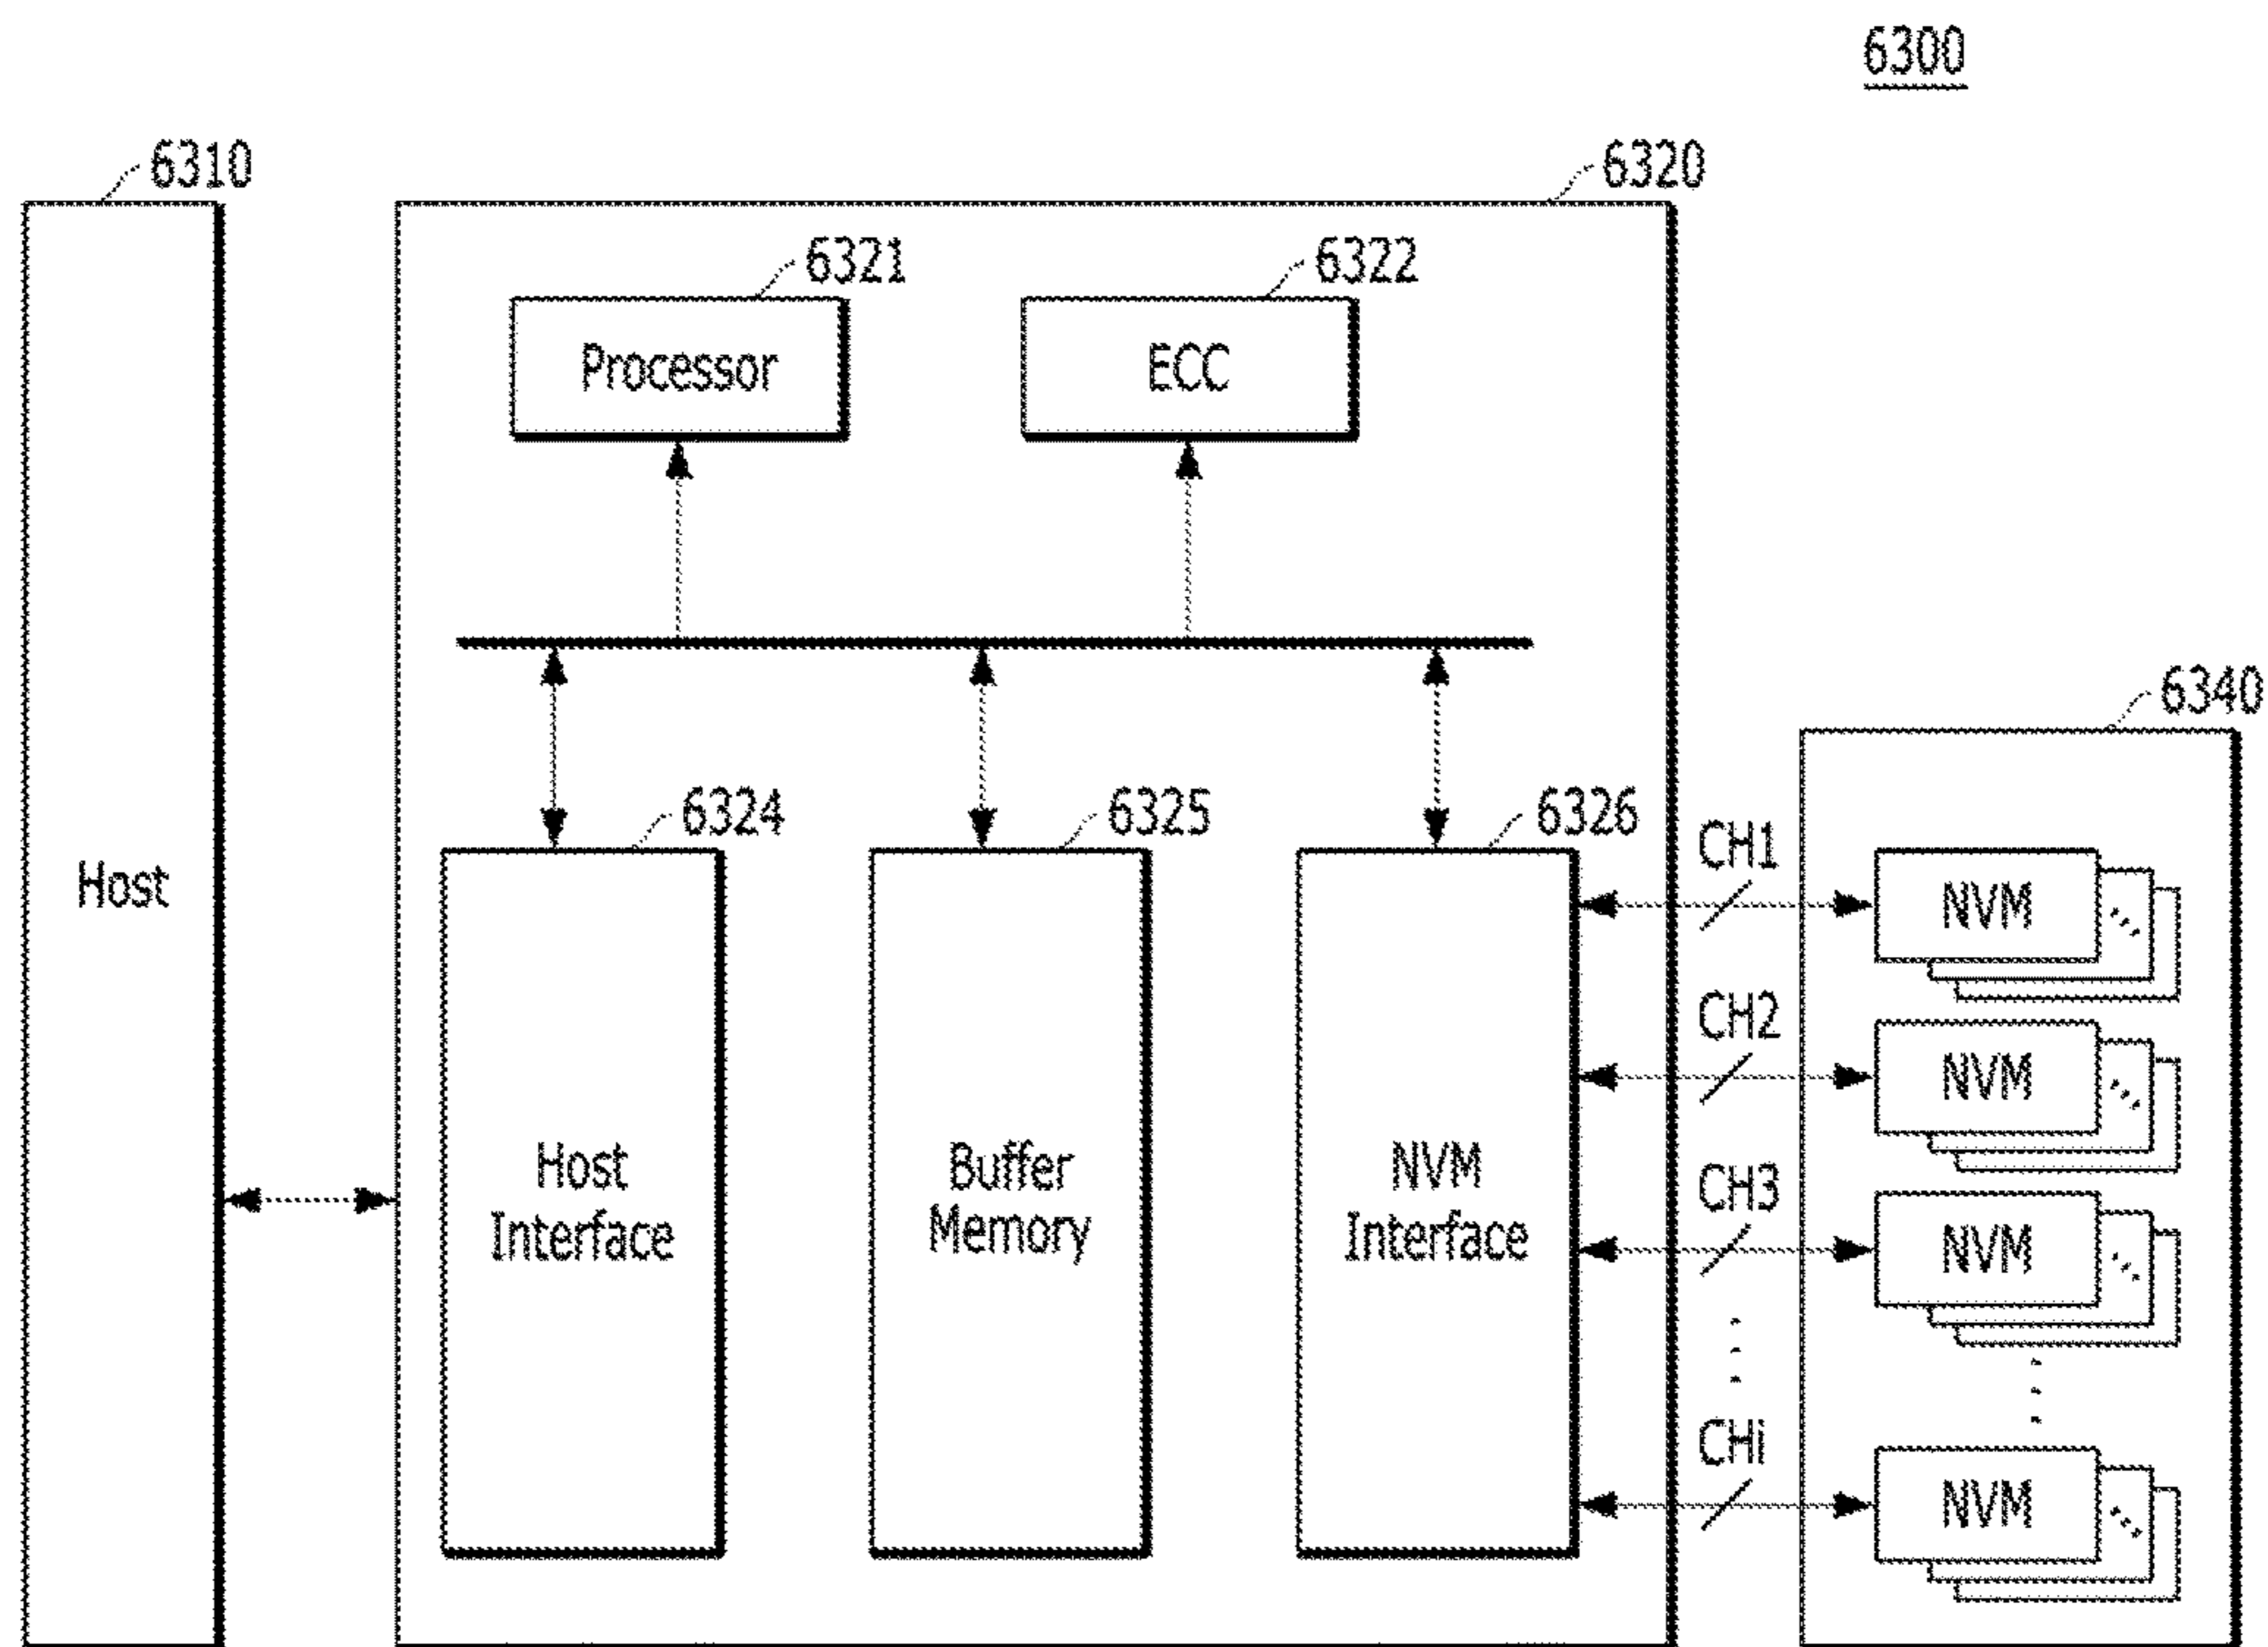 6300
6310
6320
6321
6322
Processor
ECC
6340
6324
6325
6326
CH1
Host
NVM
CH2
NVM
Host
Interface
Buffer
Memory
NVM
Interface
CH3
NVM
CHi
NVM